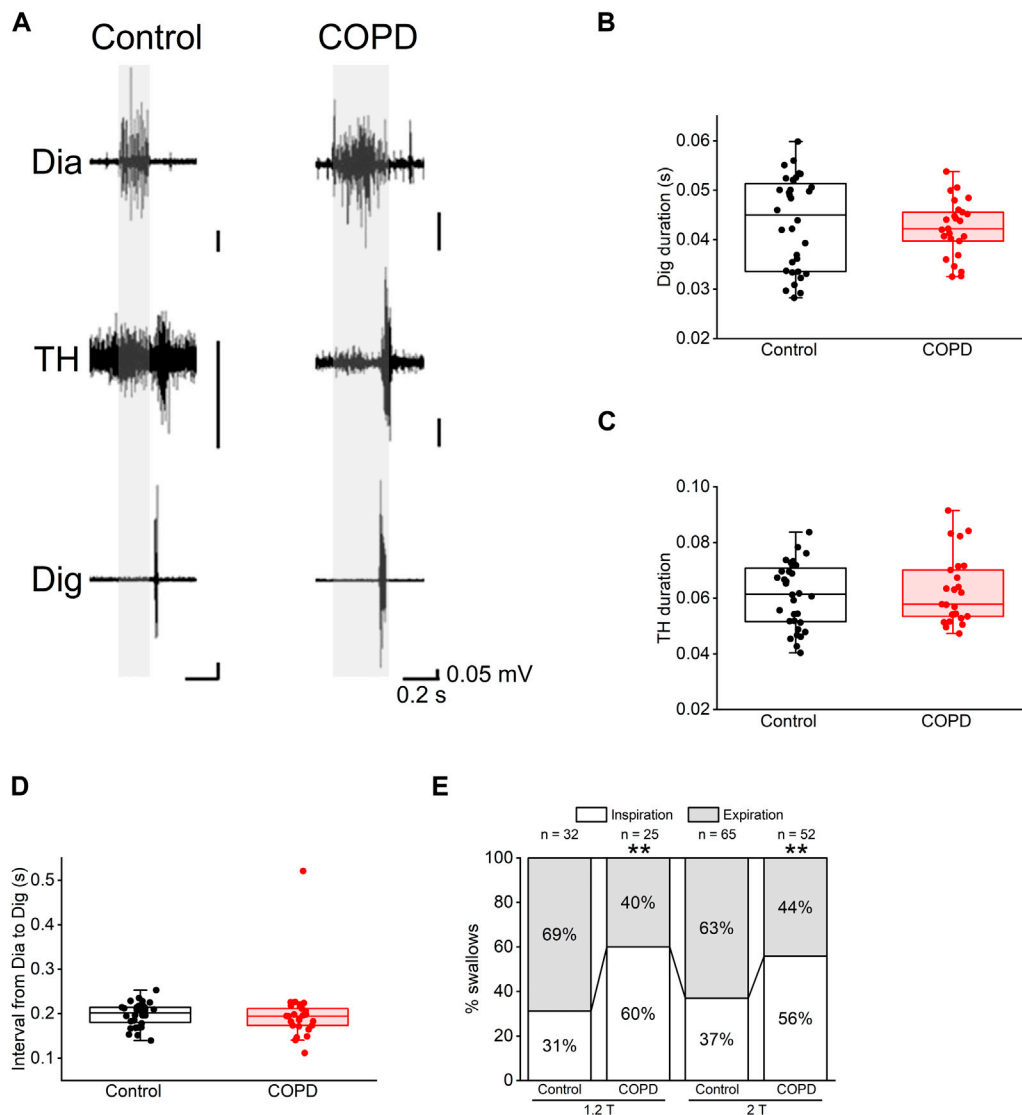 A
Control COPD
Dia
TH
Dig
0.05 mV
0.2 s
B
Dig duration (s)
0.06
0.05
0.04
0.03
0.02
Control COPD
C
TH duration
0.10
0.08
0.06
0.04
0.02
Control COPD
D
Interval from Dia to Dig (s)
0.5
0.4
0.3
0.2
0.1
Control COPD
E
Inspiration Expiration
n = 32 n = 25 n = 65 n = 52
** **
% swallows
100
80
60
40
20
0
69% 40% 63% 44%
31% 60% 37% 56%
Control COPD Control COPD
1.2 T 2 T